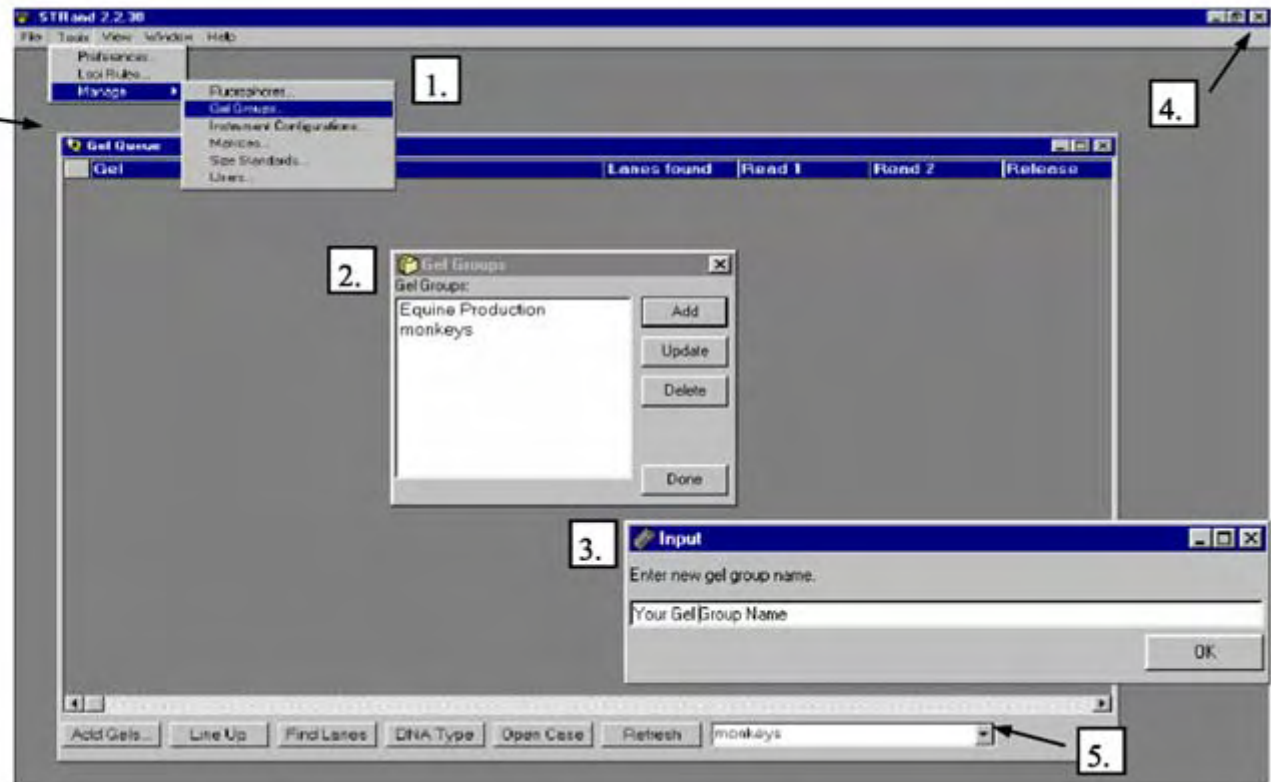 STRand 2.2.30
File Tools View Window Help
Preferences...
Loci Rules...
Manage
1.
Fluorophores...
Gel Groups...
Instrument Configurations...
Matrices...
Size Standards...
Users...
4.
Gel Queue
Gel Lanes found Read 1 Read 2 Release
2.
Gel Groups
Gel Groups:
Equine Production
monkeys
Add
Update
Delete
Done
3.
Input
Enter new gel group name.
Your Gel Group Name
OK
Add Gels... Line Up Find Lanes DNA Type Open Case Refresh monkeys
5.